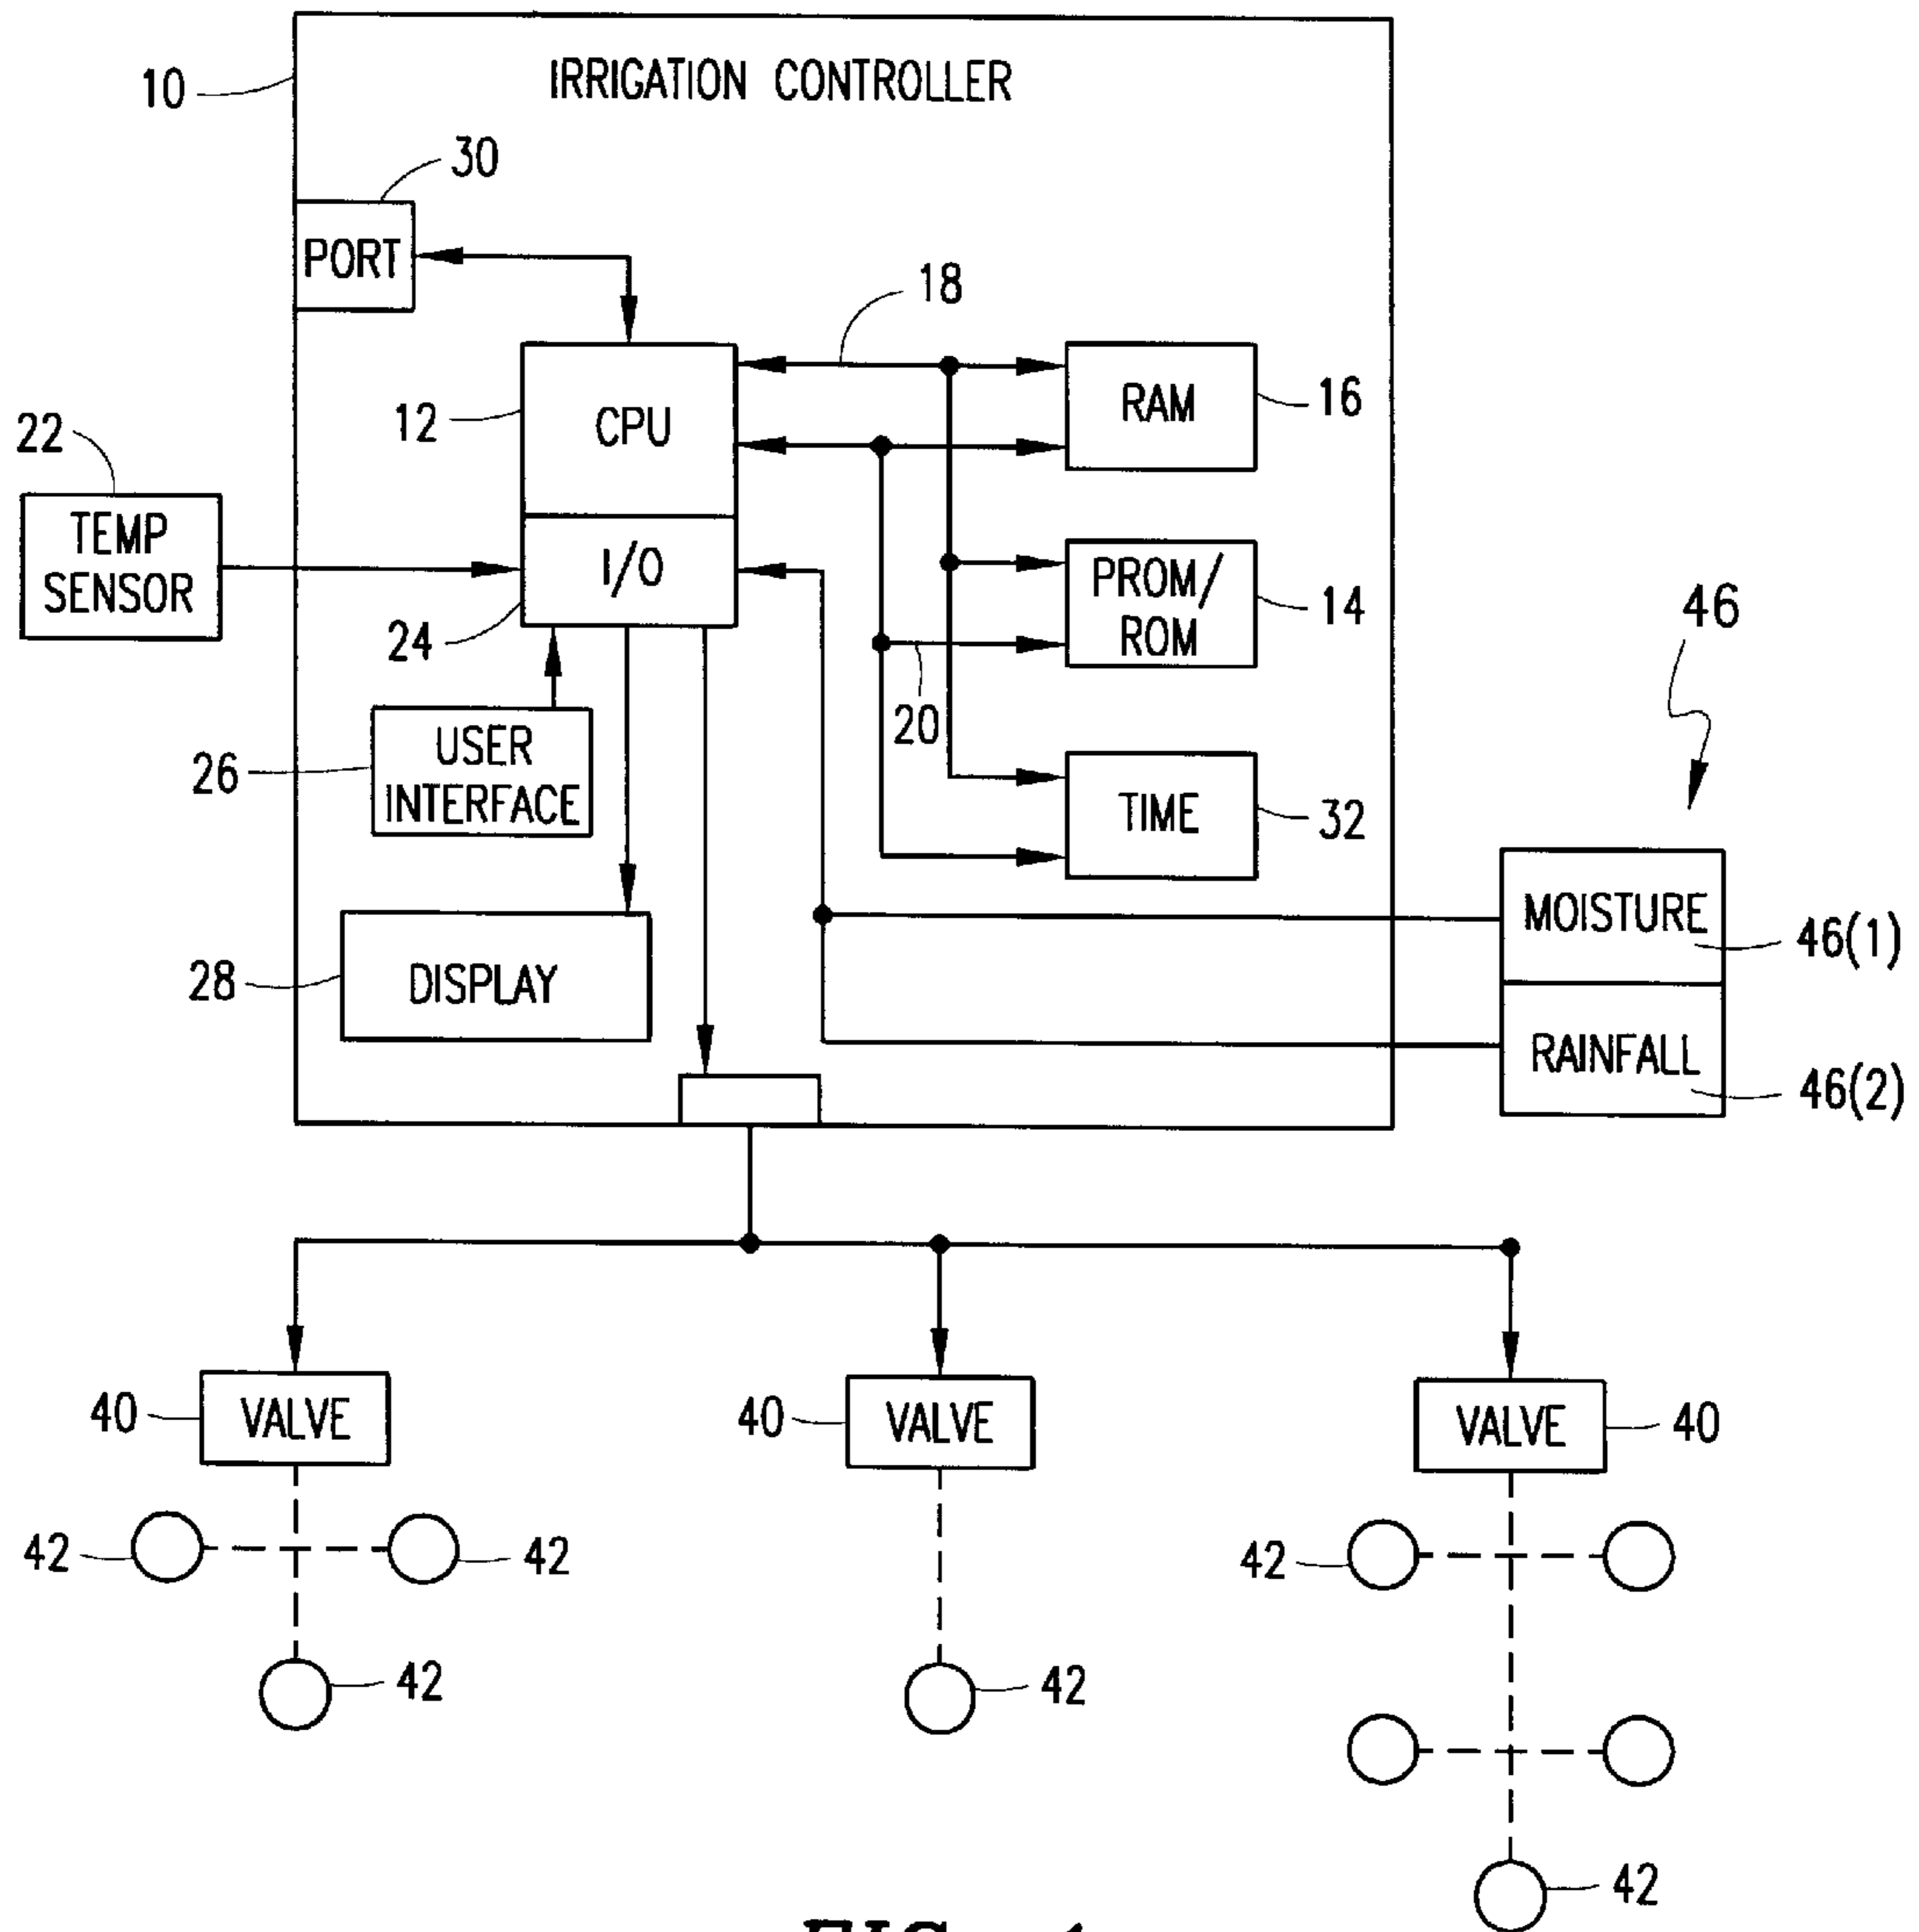 IRRIGATION CONTROLLER
10
30
PORT
18
12
CPU
RAM
16
22
TEMP
SENSOR
I/O
24
PROM/
ROM
14
46
20
26
USER
INTERFACE
TIME
32
MOISTURE
46(1)
28
DISPLAY
RAINFALL
46(2)
40
VALVE
40
VALVE
VALVE
40
42
42
42
42
42
42